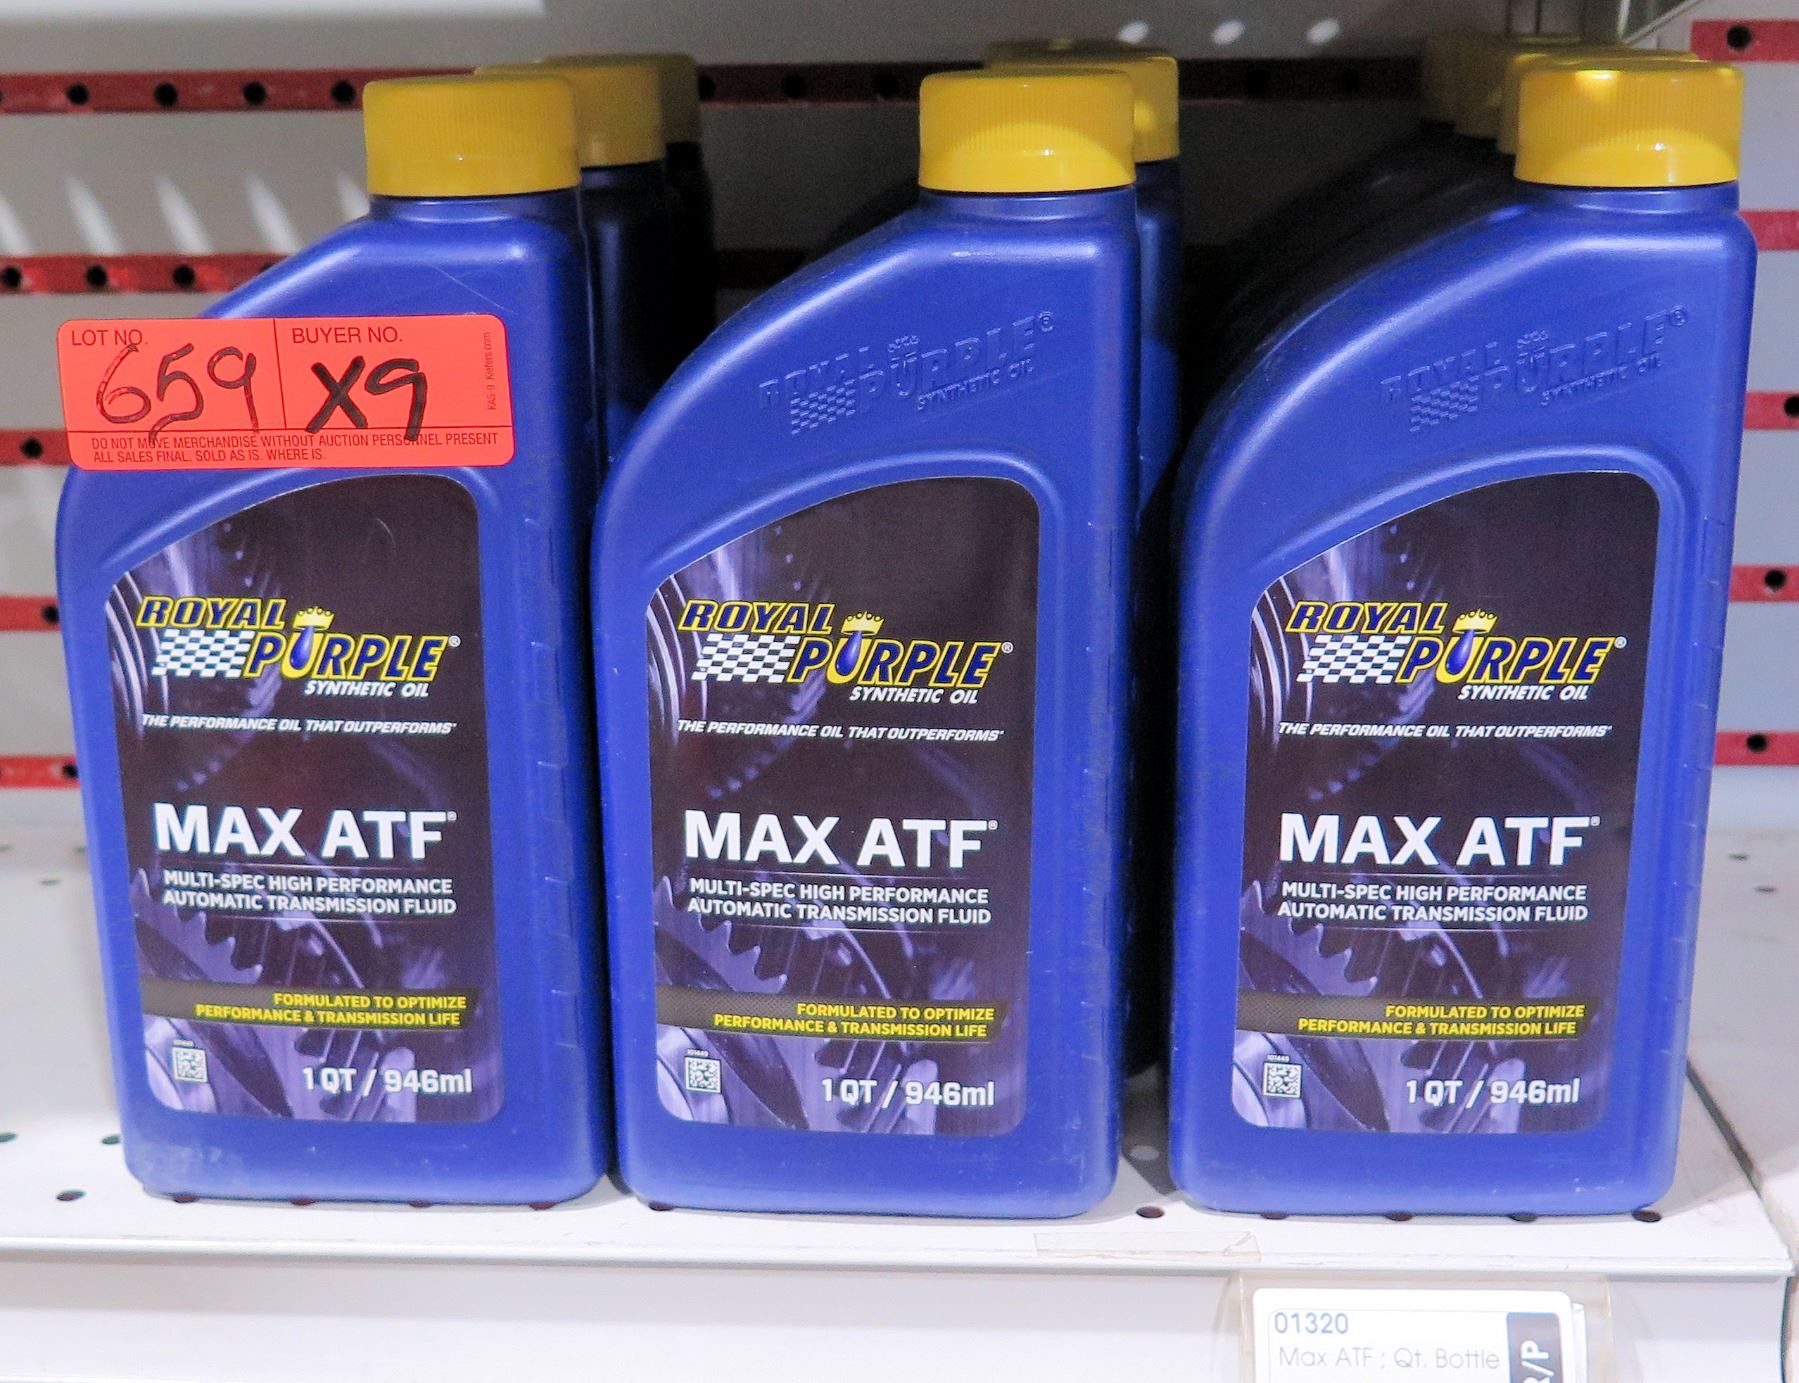 LOT NO. BUYER NO.
659 X9
KAS-9 Kiefers.com
DO NOT MOVE MERCHANDISE WITHOUT AUCTION PERSONNEL PRESENT
ALL SALES FINAL. SOLD AS IS. WHERE IS.
ROYAL
PURPLE®
SYNTHETIC OIL
THE PERFORMANCE OIL THAT OUTPERFORMS
MAX ATF®
MULTI-SPEC HIGH PERFORMANCE
AUTOMATIC TRANSMISSION FLUID
FORMULATED TO OPTIMIZE
PERFORMANCE & TRANSMISSION LIFE
1 QT / 946ml
ROYAL
PURPLE®
SYNTHETIC OIL
ROYAL
PURPLE®
SYNTHETIC OIL
THE PERFORMANCE OIL THAT OUTPERFORMS
MAX ATF®
MULTI-SPEC HIGH PERFORMANCE
AUTOMATIC TRANSMISSION FLUID
FORMULATED TO OPTIMIZE
PERFORMANCE & TRANSMISSION LIFE
101449
1 QT / 946ml
ROYAL
PURPLE®
SYNTHETIC OIL
ROYAL
PURPLE®
SYNTHETIC OIL
THE PERFORMANCE OIL THAT OUTPERFORMS
MAX ATF®
MULTI-SPEC HIGH PERFORMANCE
AUTOMATIC TRANSMISSION FLUID
FORMULATED TO OPTIMIZE
PERFORMANCE & TRANSMISSION LIFE
101449
1 QT / 946ml
01320
Max ATF ; Qt. Bottle
/P